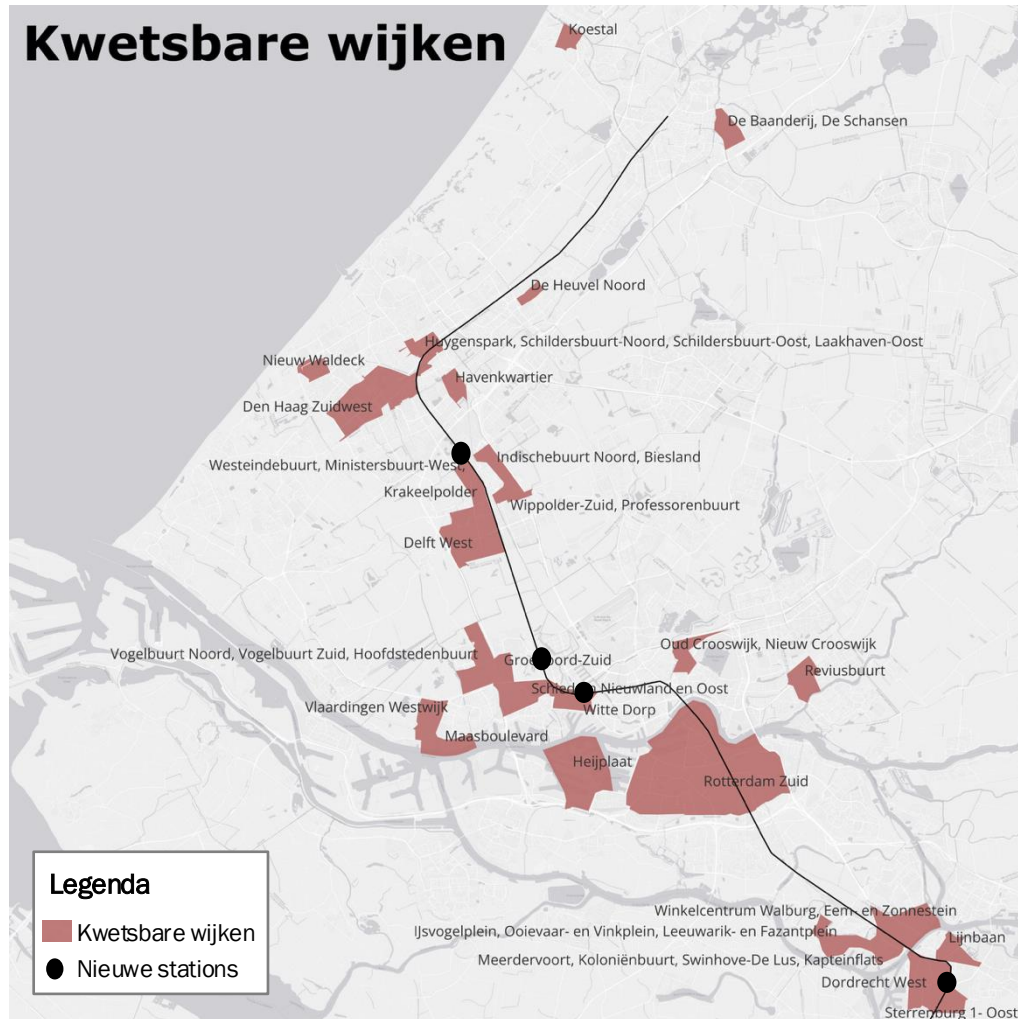 Kwetsbare wijken
Koestal
De Baanderij, De Schansen
De Heuvel Noord
Huygenspark, Schildersbuurt-Noord, Schildersbuurt-Oost, Laakhaven-Oost
Nieuw Waldeck
Havenkwartier
Den Haag Zuidwest
Indischebuurt Noord, Biesland
Westeindebuurt, Ministersbuurt-West,
Krakeelpolder
Wippolder-Zuid, Professorenbuurt
Delft West
Oud Crooswijk, Nieuw Crooswijk
Vogelbuurt Noord, Vogelbuurt Zuid, Hoofdstedenbuurt
Groenoord-Zuid
Reviusbuurt
Schiedam Nieuwland en Oost
Vlaardingen Westwijk
Witte Dorp
Maasboulevard
Heijplaat
Rotterdam Zuid
Winkelcentrum Walburg, Eem- en Zonnestein
IJsvogelplein, Ooievaar- en Vinkplein, Leeuwarik- en Fazantplein
Lijnbaan
Meerdervoort, Koloniënbuurt, Swinhove-De Lus, Kapteinflats
Dordrecht West
Sterrenburg 1- Oost
Legenda
Kwetsbare wijken
Nieuwe stations